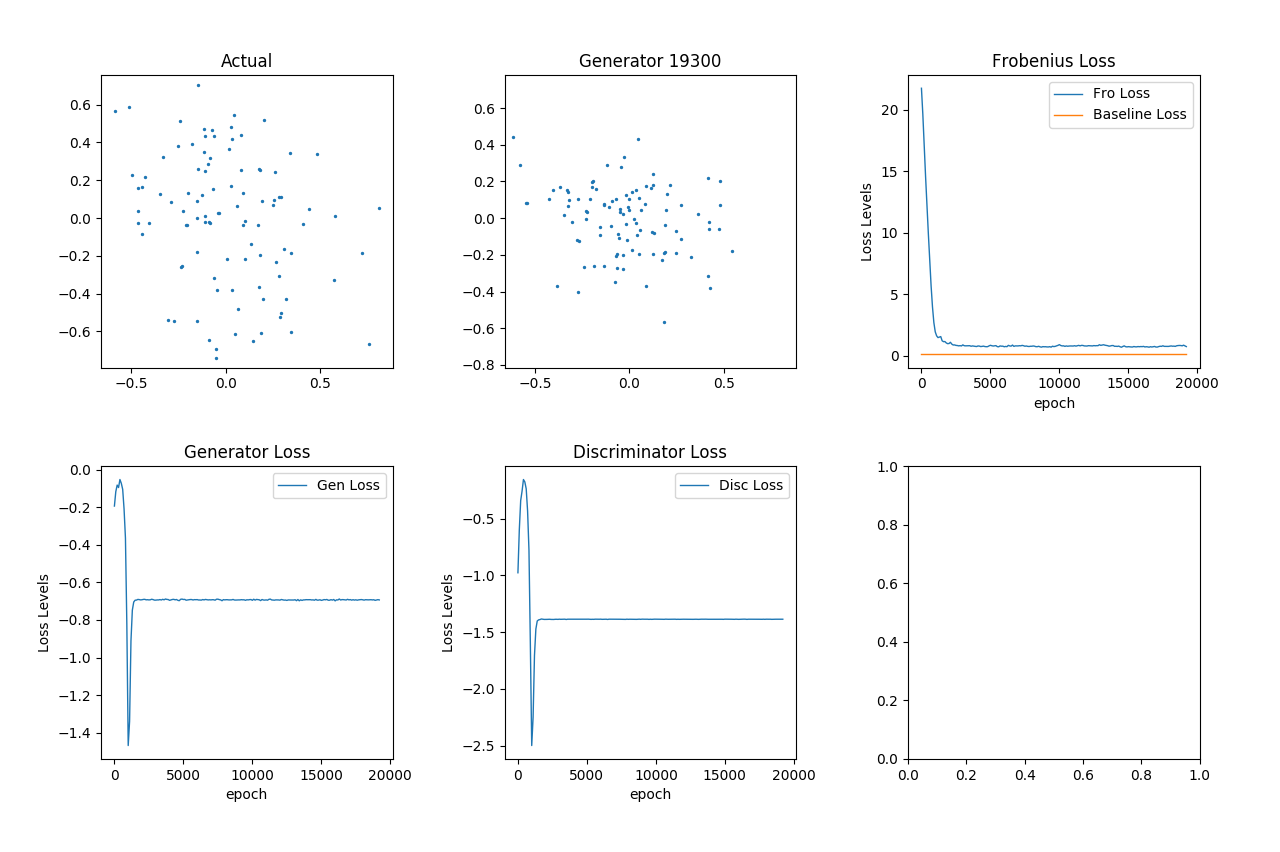 Actual
0.6
0.4
0.2
0.0
−0.2
−0.4
−0.6
−0.5 0.0 0.5
Generator 19300
0.6
0.4
0.2
0.0
−0.2
−0.4
−0.6
−0.8
−0.5 0.0 0.5
Frobenius Loss
Fro Loss
Baseline Loss
Loss Levels
20
15
10
5
0
0 5000 10000 15000 20000
epoch
Generator Loss
Gen Loss
Loss Levels
0.0
−0.2
−0.4
−0.6
−0.8
−1.0
−1.2
−1.4
0 5000 10000 15000 20000
epoch
Discriminator Loss
Disc Loss
Loss Levels
−0.5
−1.0
−1.5
−2.0
−2.5
0 5000 10000 15000 20000
epoch
1.0
0.8
0.6
0.4
0.2
0.0
0.0 0.2 0.4 0.6 0.8 1.0